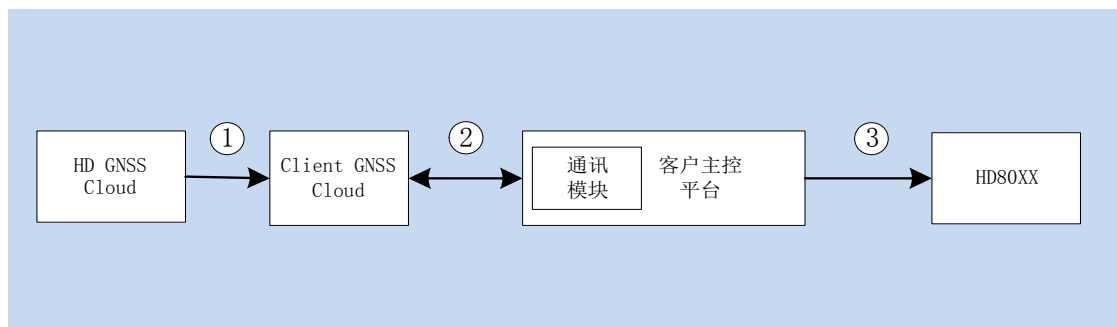 ①
②
③
HD GNSS
Cloud
Client GNSS
Cloud
通讯
模块
客户主控
平台
HD80XX